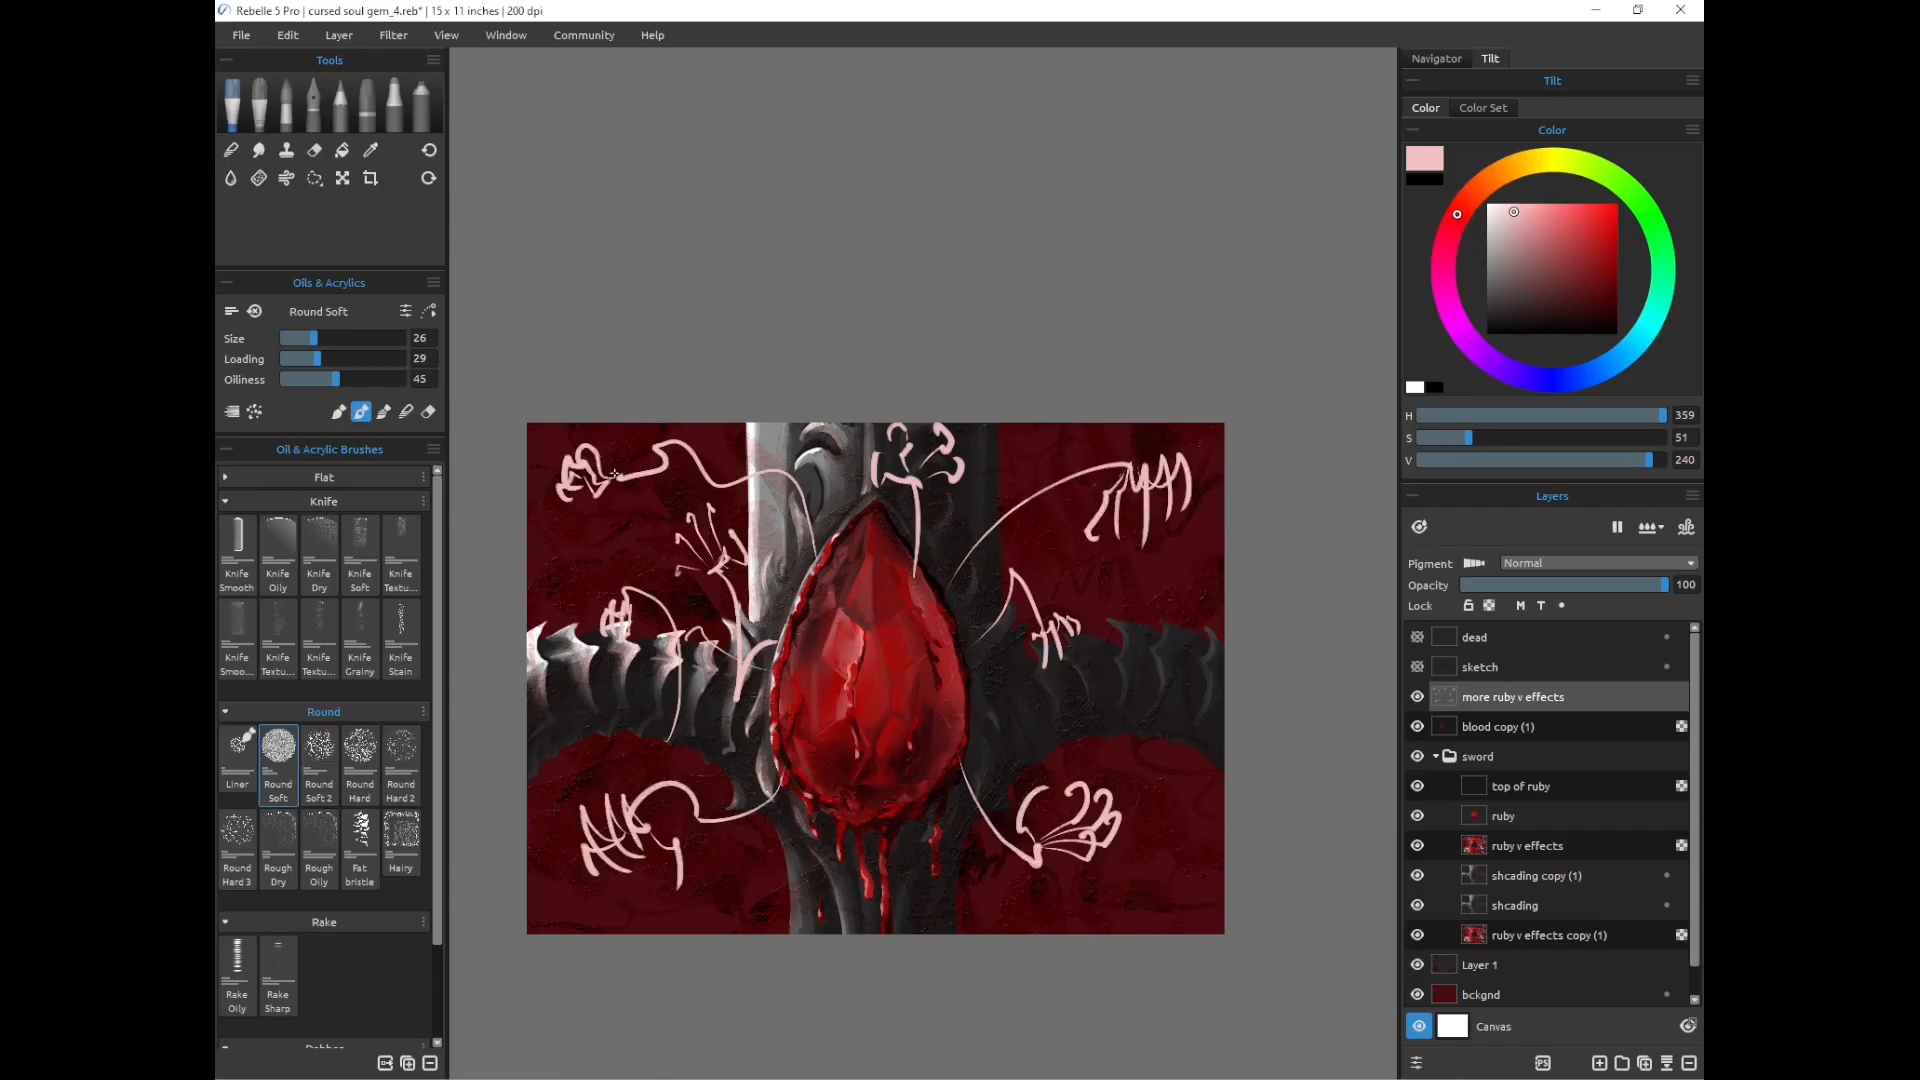 Rebelle 5 Pro | cursed soul gem_4.reb* | 15 x 11 inches | 200 dpi
File Edit Layer Filter View Window Community Help
Tools
Oils & Acrylics
Round Soft
Size 26
Loading 29
Oiliness 45
Oil & Acrylic Brushes
Flat
Knife
Knife Smooth
Knife Oily
Knife Dry
Knife Soft
Knife Textu...
Knife Smoo...
Knife Textu...
Knife Textu...
Knife Grainy
Knife Stain
Round
Liner
Round Soft
Round Soft 2
Round Hard
Round Hard 2
Round Hard 3
Rough Dry
Rough Oily
Fat bristle
Hairy
Rake
Rake Oily
Rake Sharp
Navigator Tilt
Tilt
Color Color Set
Color
H 359
S 51
V 240
Layers
Pigment Normal
Opacity 100
Lock M T
dead
sketch
more ruby v effects
blood copy (1)
sword
top of ruby
ruby
ruby v effects
shcading copy (1)
shcading
ruby v effects copy (1)
Layer 1
bckgnd
Canvas
PS